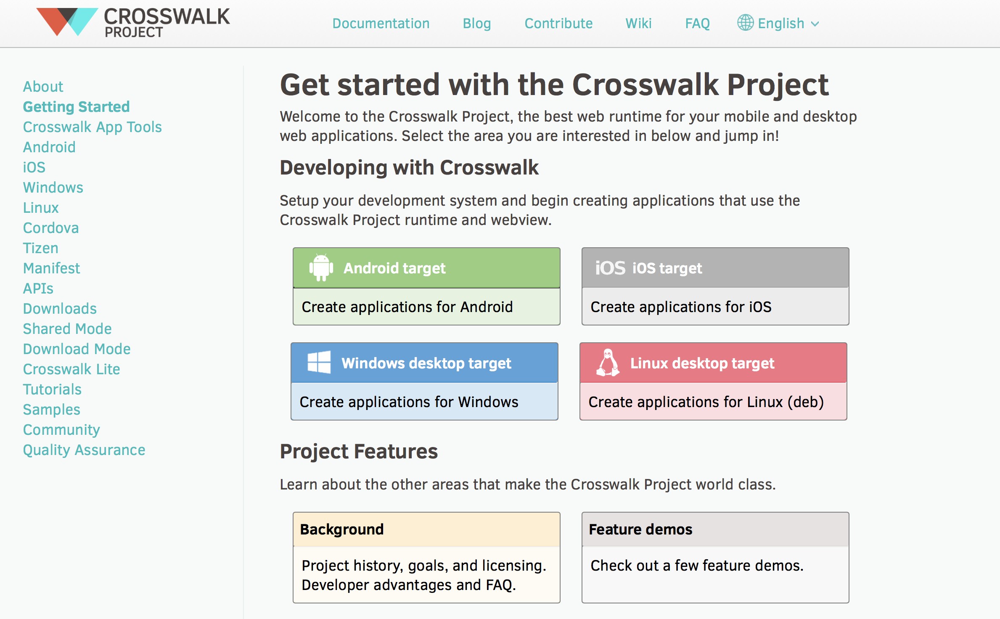 CROSSWALK
PROJECT
Documentation Blog Contribute Wiki FAQ English
About
Getting Started
Crosswalk App Tools
Android
iOS
Windows
Linux
Cordova
Tizen
Manifest
APIs
Downloads
Shared Mode
Download Mode
Crosswalk Lite
Tutorials
Samples
Community
Quality Assurance
Get started with the Crosswalk Project
Welcome to the Crosswalk Project, the best web runtime for your mobile and desktop
web applications. Select the area you are interested in below and jump in!
Developing with Crosswalk
Setup your development system and begin creating applications that use the
Crosswalk Project runtime and webview.
Android target
Create applications for Android
iOS iOS target
Create applications for iOS
Windows desktop target
Create applications for Windows
Linux desktop target
Create applications for Linux (deb)
Project Features
Learn about the other areas that make the Crosswalk Project world class.
Background
Project history, goals, and licensing.
Developer advantages and FAQ.
Feature demos
Check out a few feature demos.